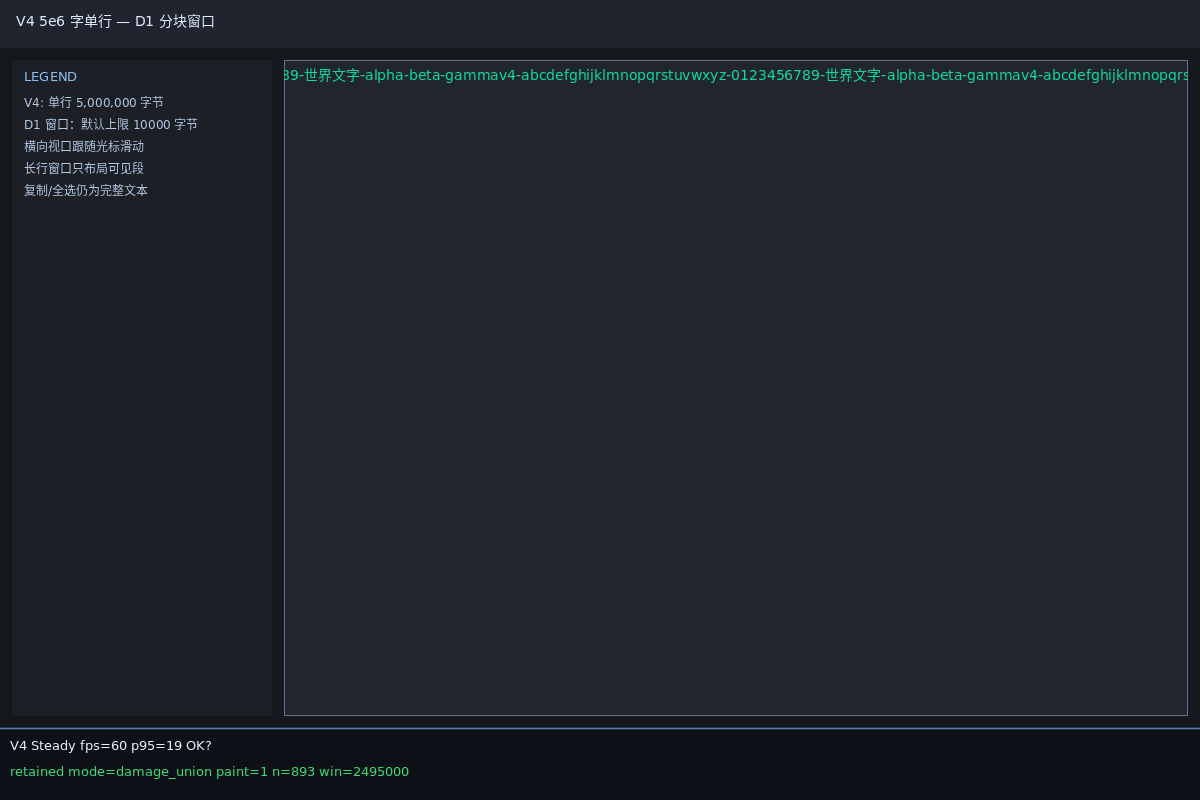 V4 5e6 字单行 — D1 分块窗口
LEGEND
V4: 单行 5,000,000 字节
D1 窗口：默认上限 10000 字节
横向视口跟随光标滑动
长行窗口只布局可见段
复制/全选仍为完整文本
39-世界文字-alpha-beta-gammav4-abcdefghijklmnopqrstuvwxyz-0123456789-世界文字-alpha-beta-gammav4-abcdefghijklmnopqrs
V4 Steady fps=60 p95=19 OK?
retained mode=damage_union paint=1 n=893 win=2495000